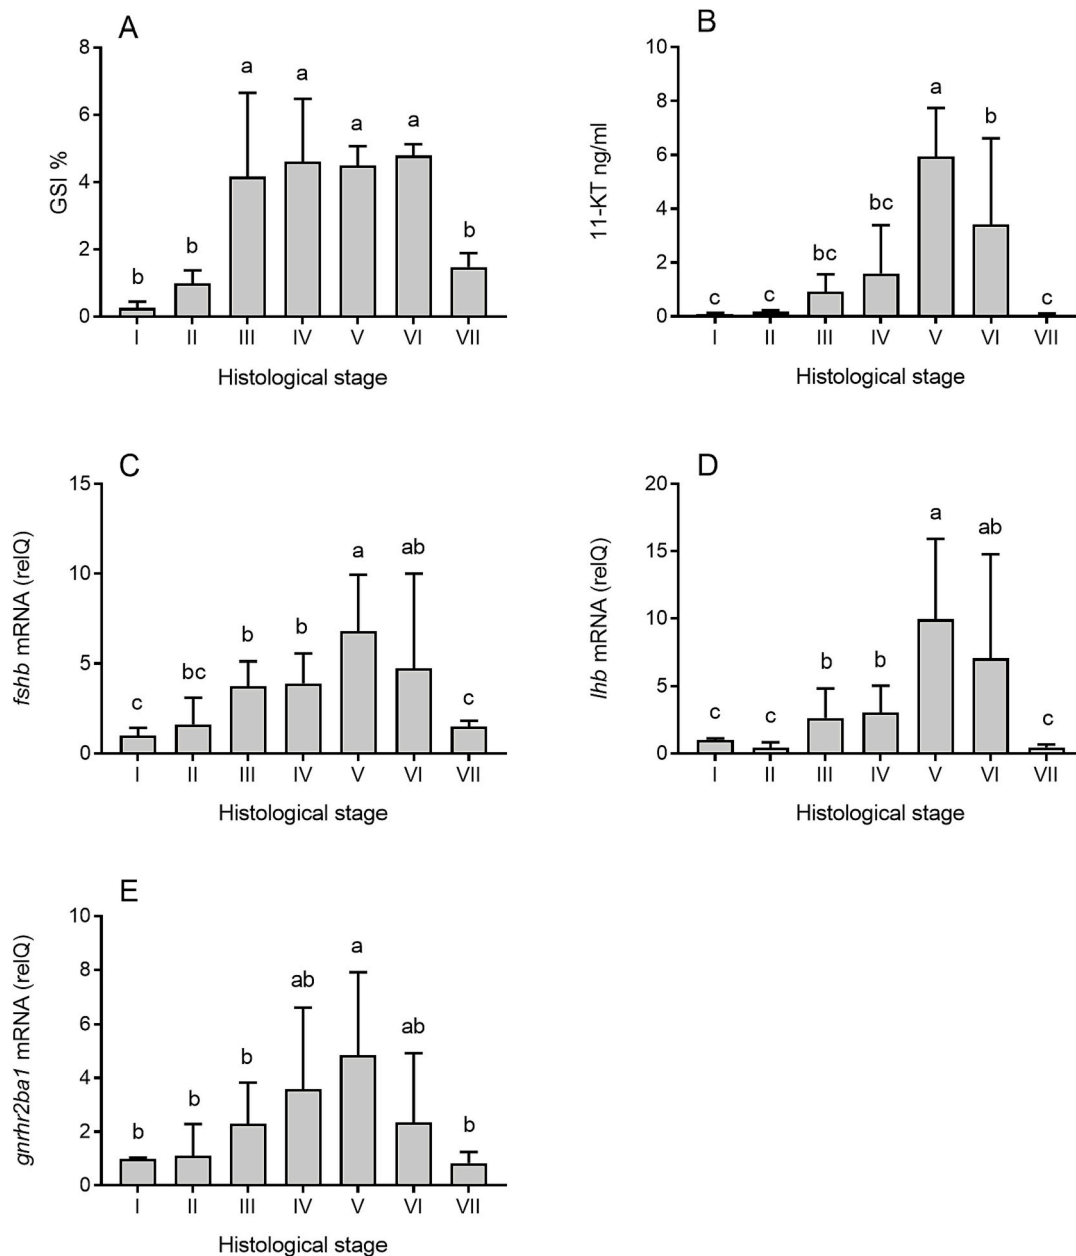 A
8
6
4
2
0
GSI %
b
b
a
a
a
a
b
I II III IV V VI VII
Histological stage
B
10
8
6
4
2
0
11-KT ng/ml
c
c
bc
bc
a
b
c
I II III IV V VI VII
Histological stage
C
15
10
5
0
fshb mRNA (relQ)
c
bc
b
b
a
ab
c
I II III IV V VI VII
Histological stage
D
20
15
10
5
0
lhb mRNA (relQ)
c
c
b
b
a
ab
c
I II III IV V VI VII
Histological stage
E
10
8
6
4
2
0
gnrhr2ba1 mRNA (relQ)
b
b
b
ab
a
ab
b
I II III IV V VI VII
Histological stage